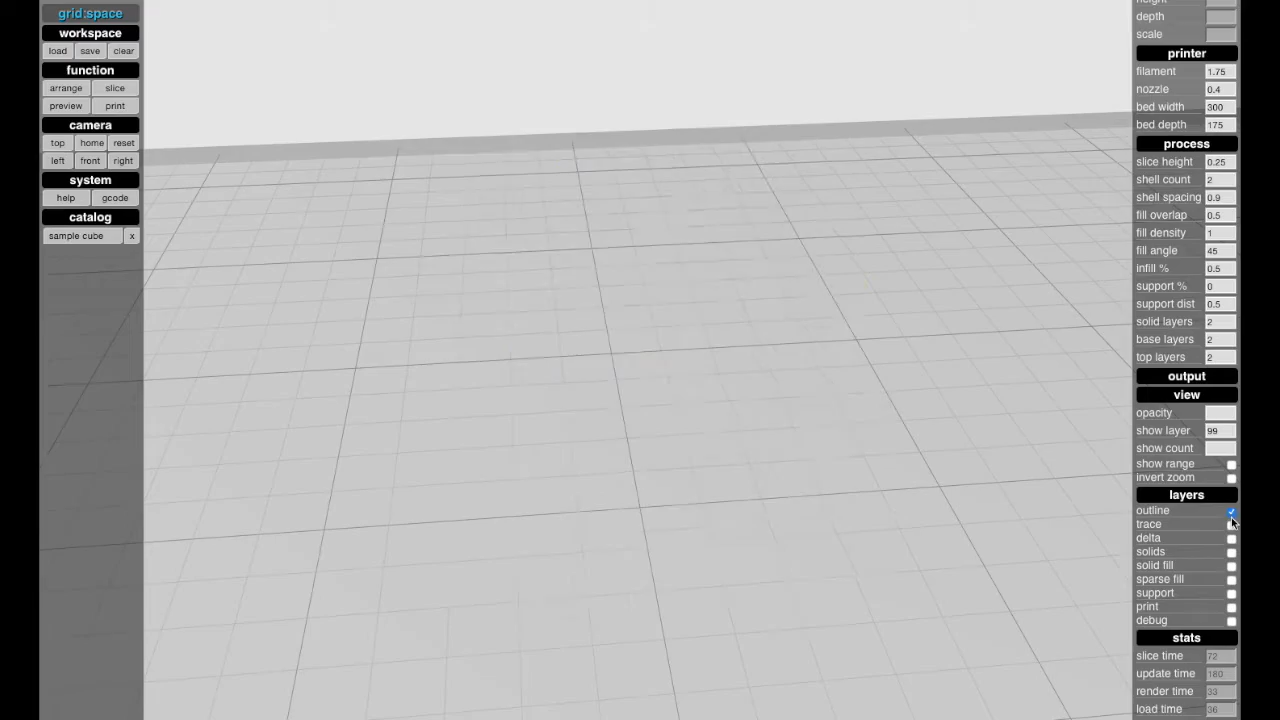 grid:space
workspace
load save clear
function
arrange slice
preview print
camera
top home reset
left front right
system
help gcode
catalog
sample cube x
height
depth
scale
printer
filament 1.75
nozzle 0.4
bed width 300
bed depth 175
process
slice height 0.25
shell count 2
shell spacing 0.9
fill overlap 0.5
fill density 1
fill angle 45
infill % 0.5
support % 0
support dist 0.5
solid layers 2
base layers 2
top layers 2
output
view
opacity
show layer 99
show count
show range
invert zoom
layers
outline
trace
delta
solids
solid fill
sparse fill
support
print
debug
stats
slice time 72
update time 180
render time 33
load time 36